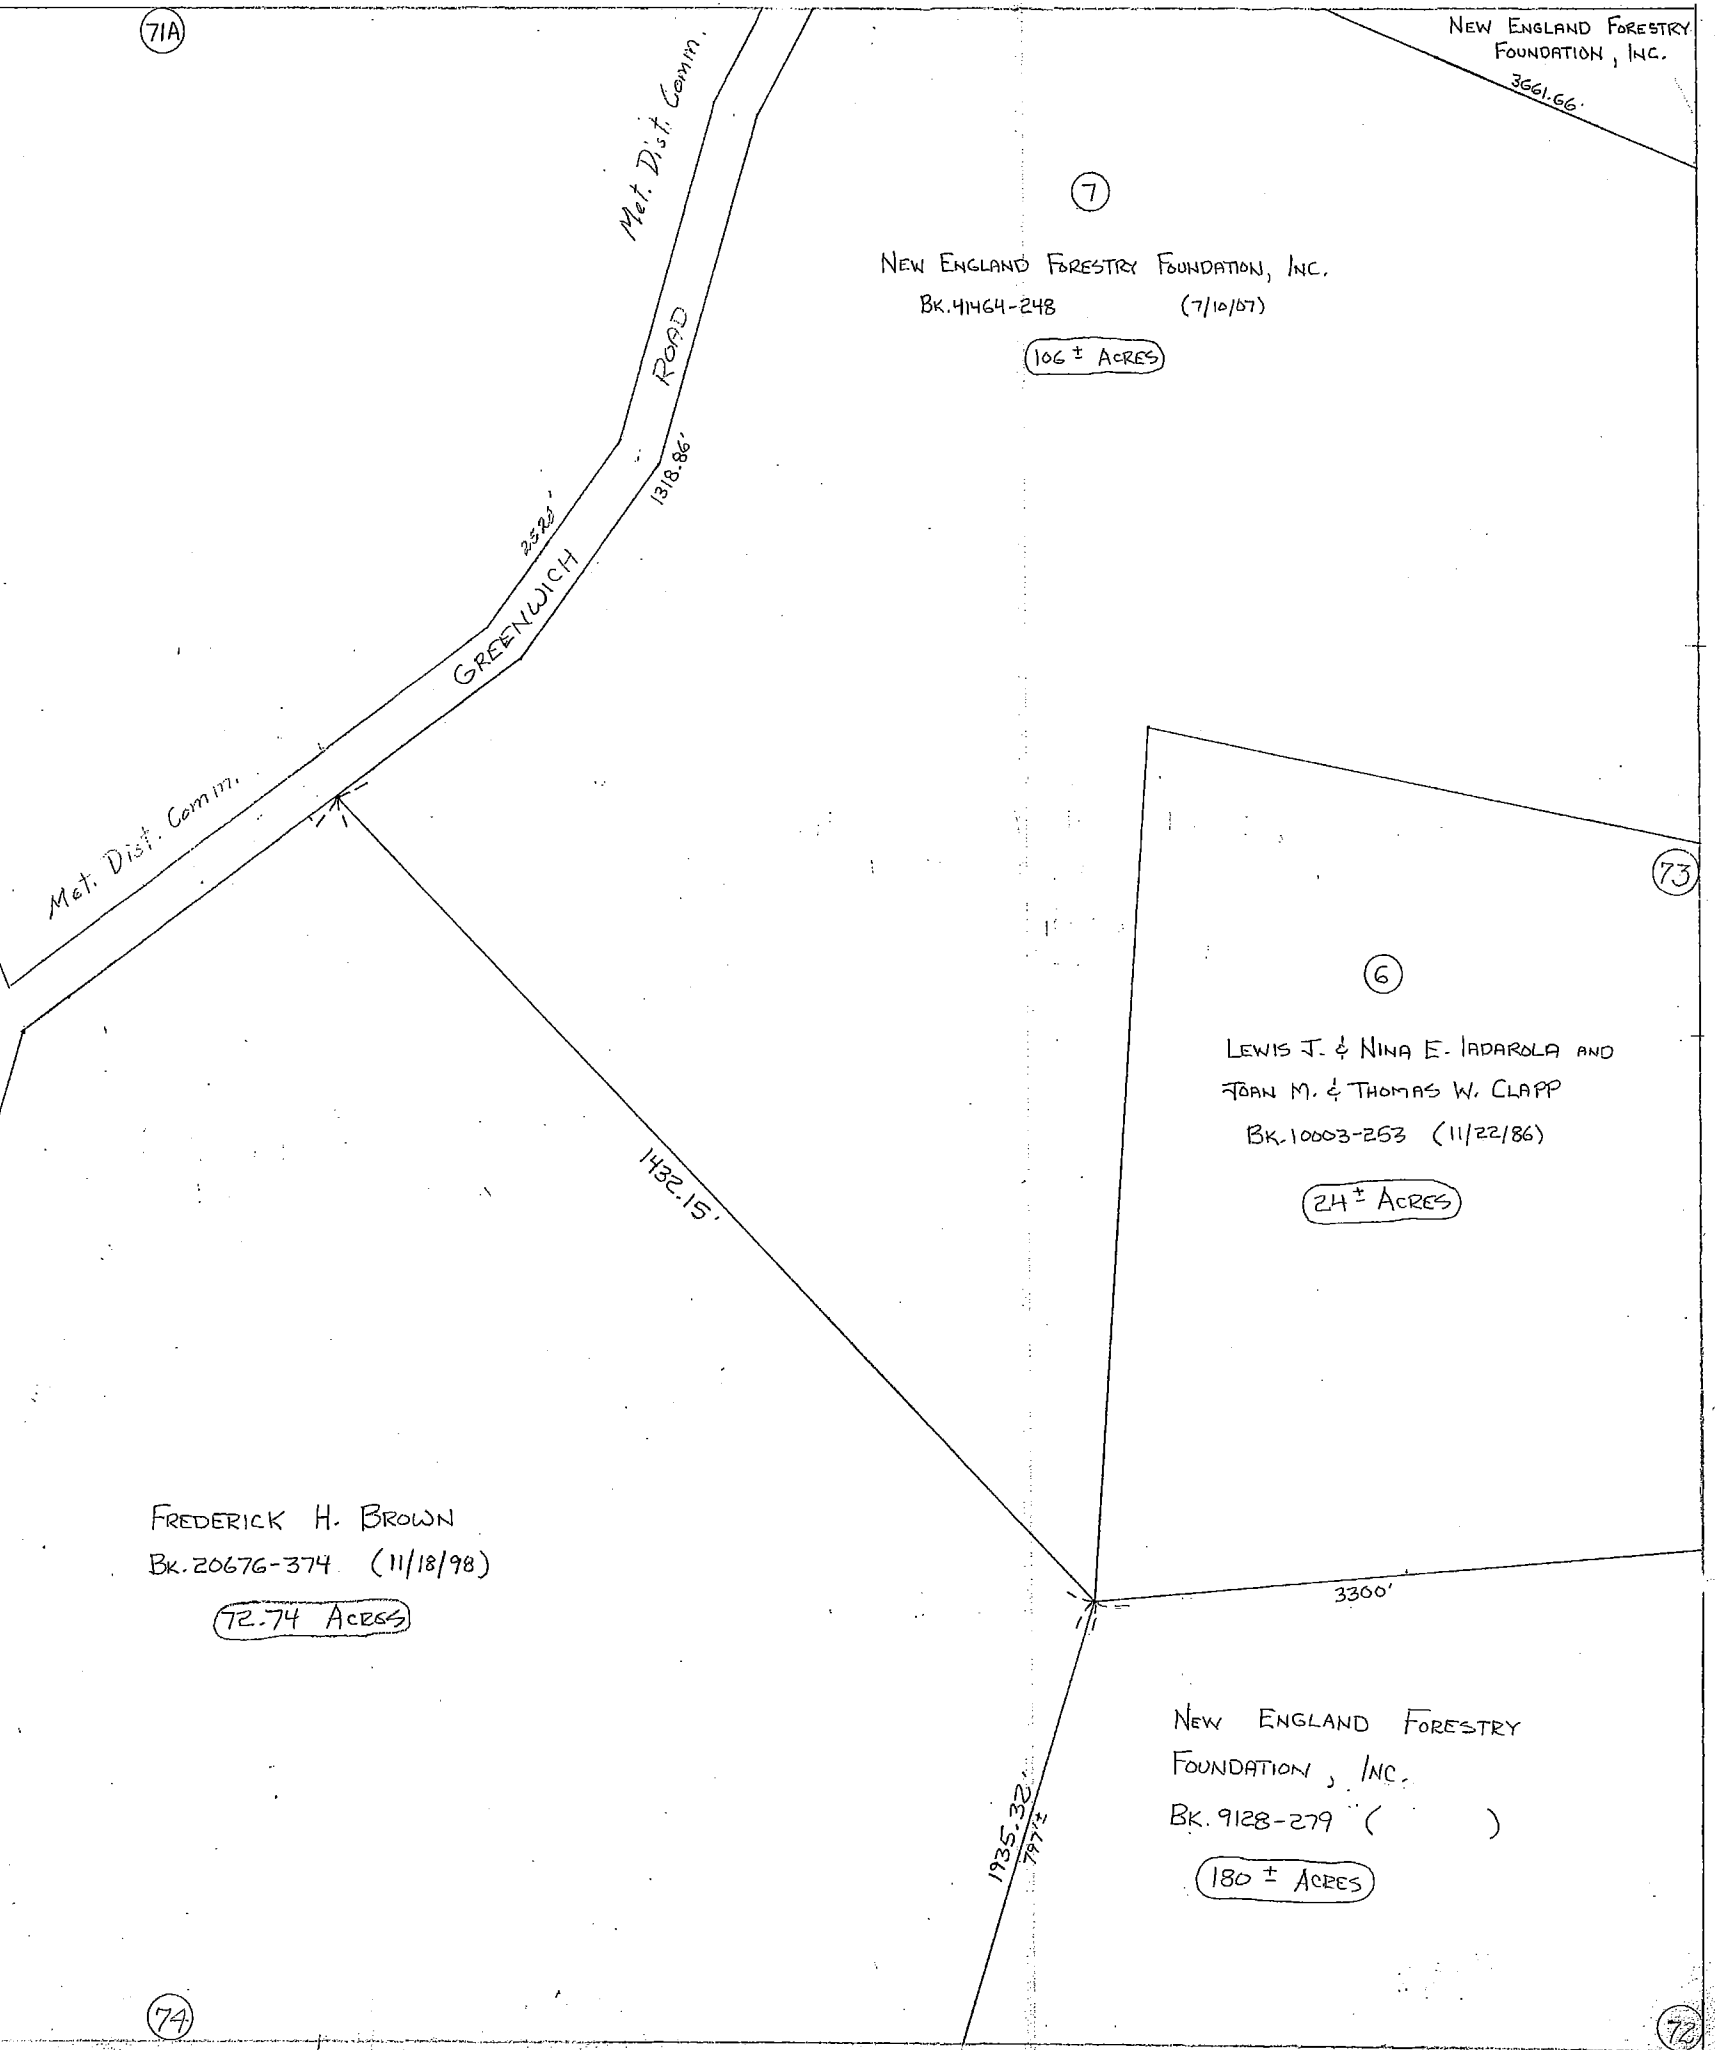 71A
NEW ENGLAND FORESTRY
FOUNDATION, INC.
3661.66'
Met. Dist. Comm.
7
NEW ENGLAND FORESTRY FOUNDATION, INC.
BK. 41464-248 (7/10/07)
106 ± ACRES
ROAD
1318.86'
GREENWICH
Met. Dist. Comm.
73
6
LEWIS J. & NINA E. IADAROLA AND
JOAN M. & THOMAS W. CLAPP
BK. 10003-253 (11/22/86)
24 ± ACRES
1432.15'
FREDERICK H. BROWN
BK. 20676-374 (11/18/98)
72.74 ACRES
3300'
NEW ENGLAND FORESTRY
FOUNDATION, INC.
BK. 9128-279 ( )
180 ± ACRES
1935.32'
797'±
74
72